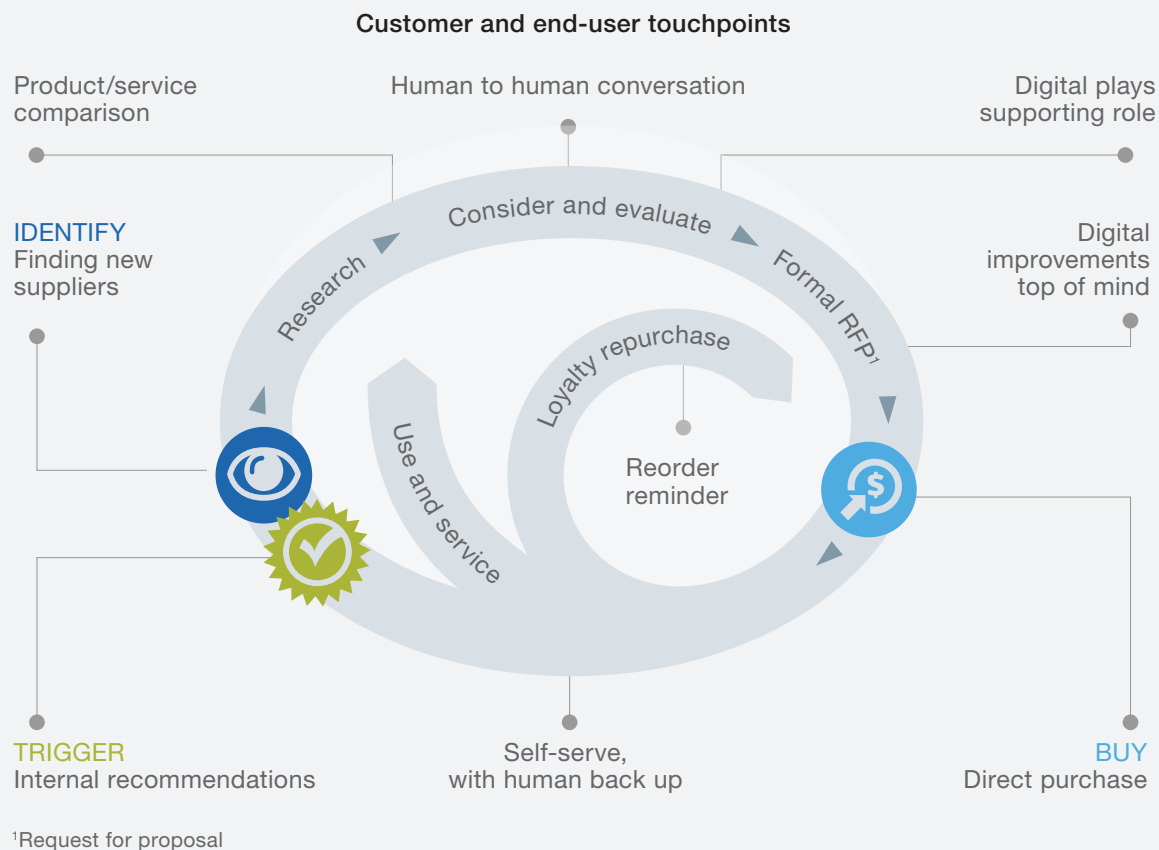 Customer and end-user touchpoints
Product/service
comparison
Human to human conversation
Digital plays
supporting role
IDENTIFY
Finding new
suppliers
Digital
improvements
top of mind
Research
Consider and evaluate
Formal RFP¹
Use and service
Loyalty repurchase
Reorder
reminder
$
TRIGGER
Internal recommendations
Self-serve,
with human back up
BUY
Direct purchase
¹Request for proposal